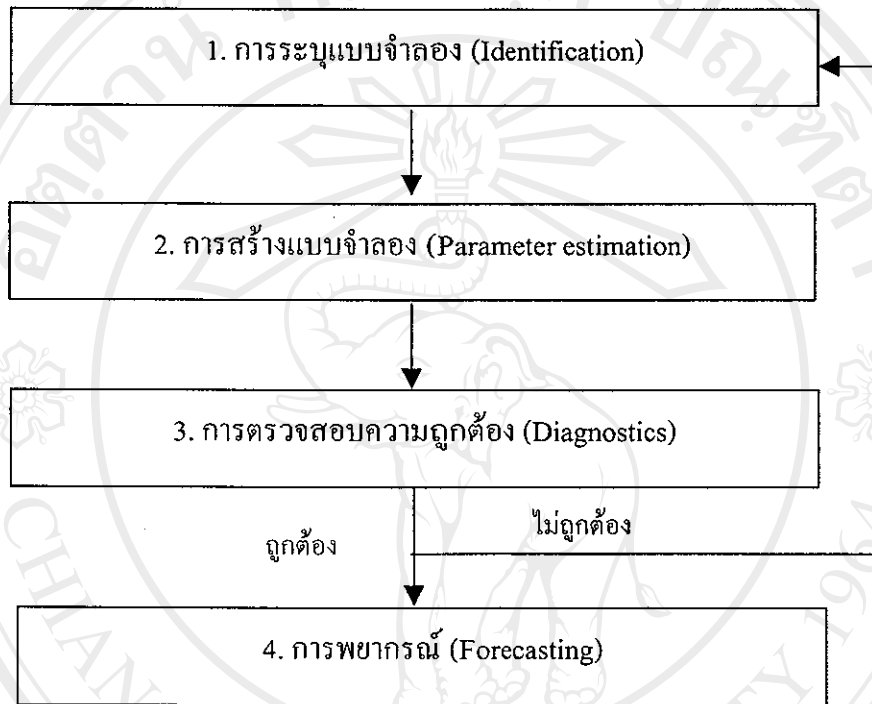 1. การระบุแบบจำลอง (Identification)
2. การสร้างแบบจำลอง (Parameter estimation)
3. การตรวจสอบความถูกต้อง (Diagnostics)
ไม่ถูกต้อง
ถูกต้อง
4. การพยากรณ์ (Forecasting)